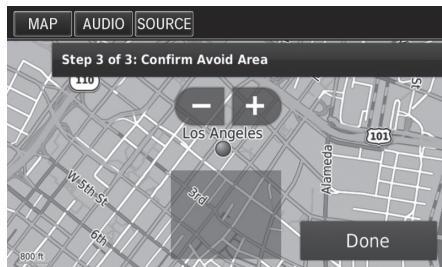 MAP AUDIO SOURCE
Step 3 of 3: Confirm Avoid Area
110
Los Angeles
101
Alameda
W 5th St
3rd
6th
Done
800 ft